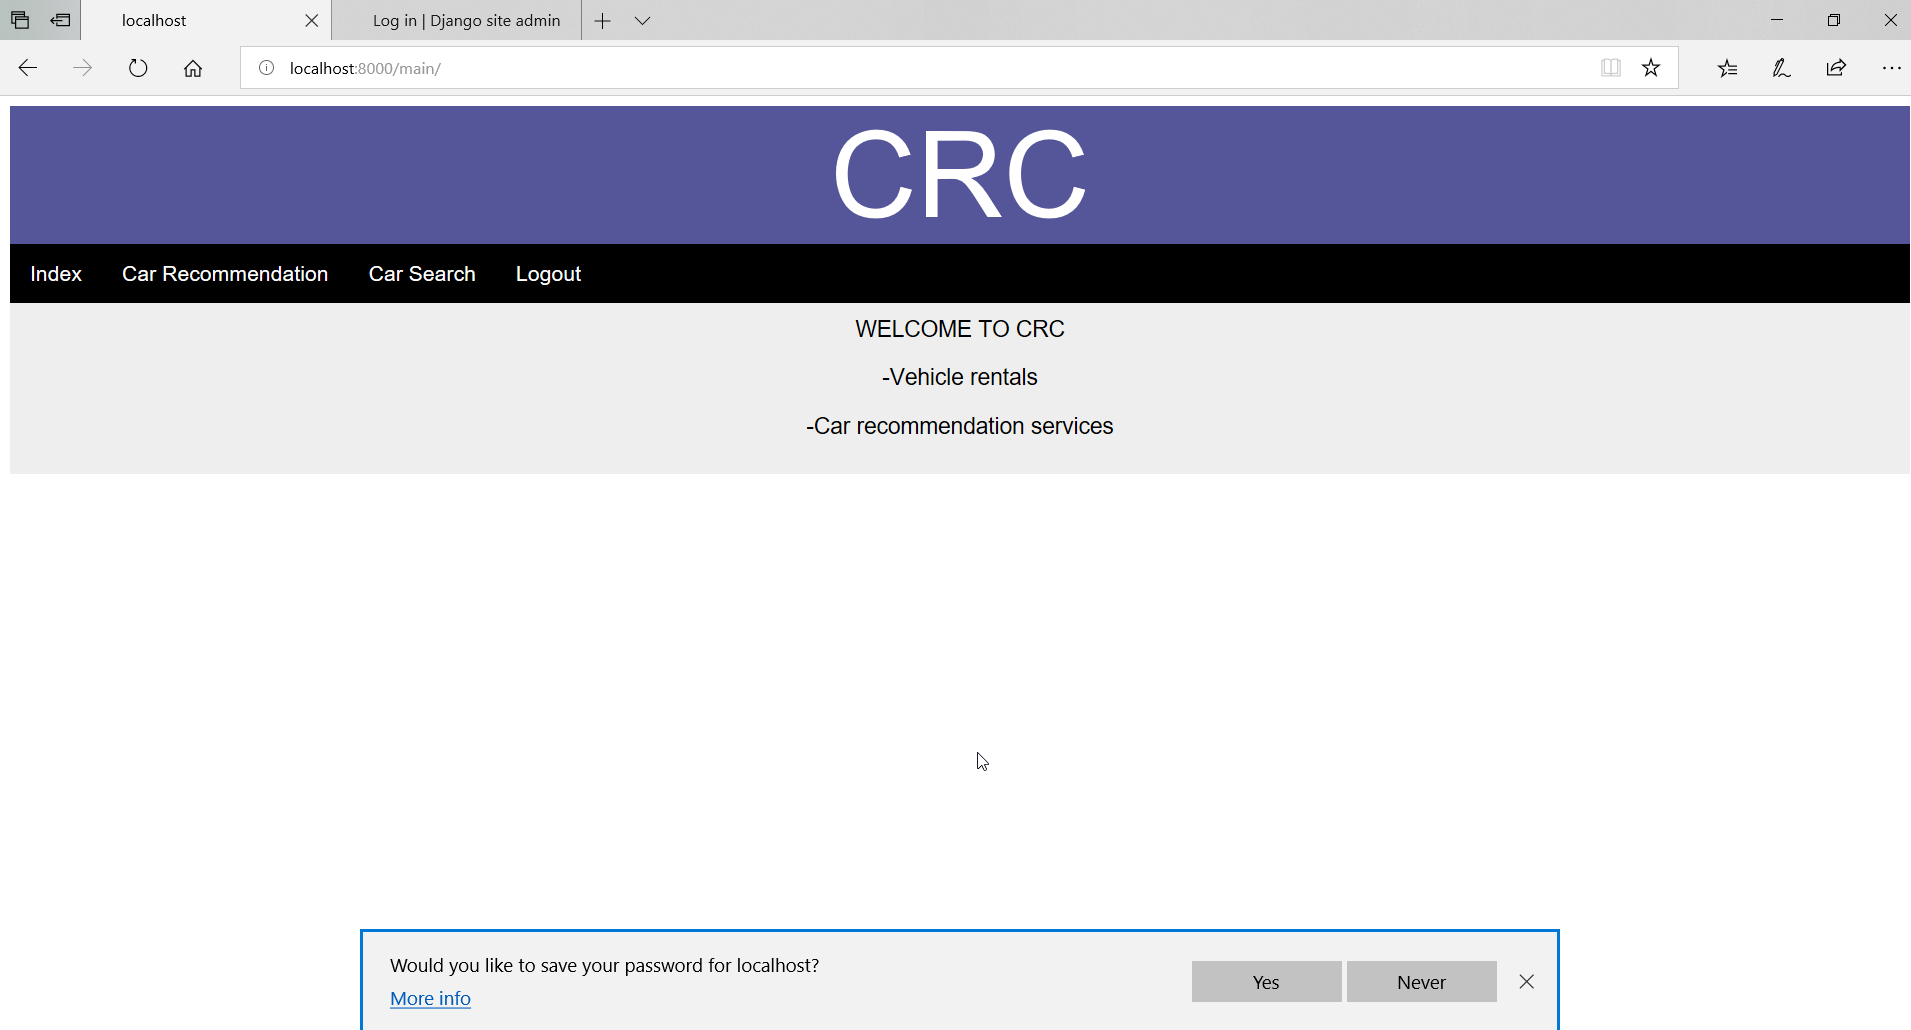 localhost
Log in | Django site admin
localhost:8000/main/
CRC
Index Car Recommendation Car Search Logout
WELCOME TO CRC
-Vehicle rentals
-Car recommendation services
Would you like to save your password for localhost?
More info
Yes
Never